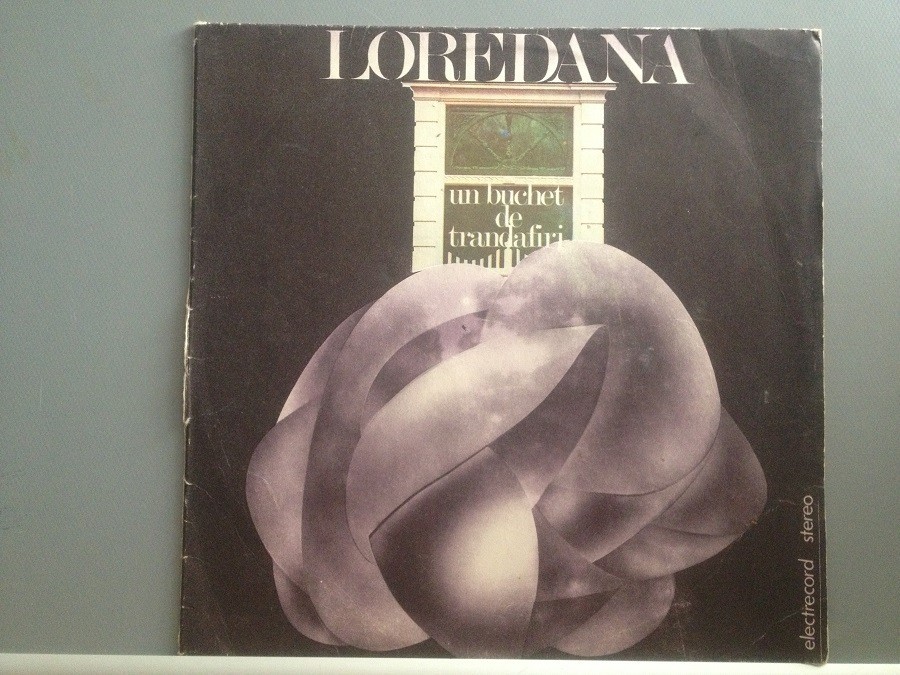 LOREDANA
un buchet
de
trandafiri
electrecord stereo